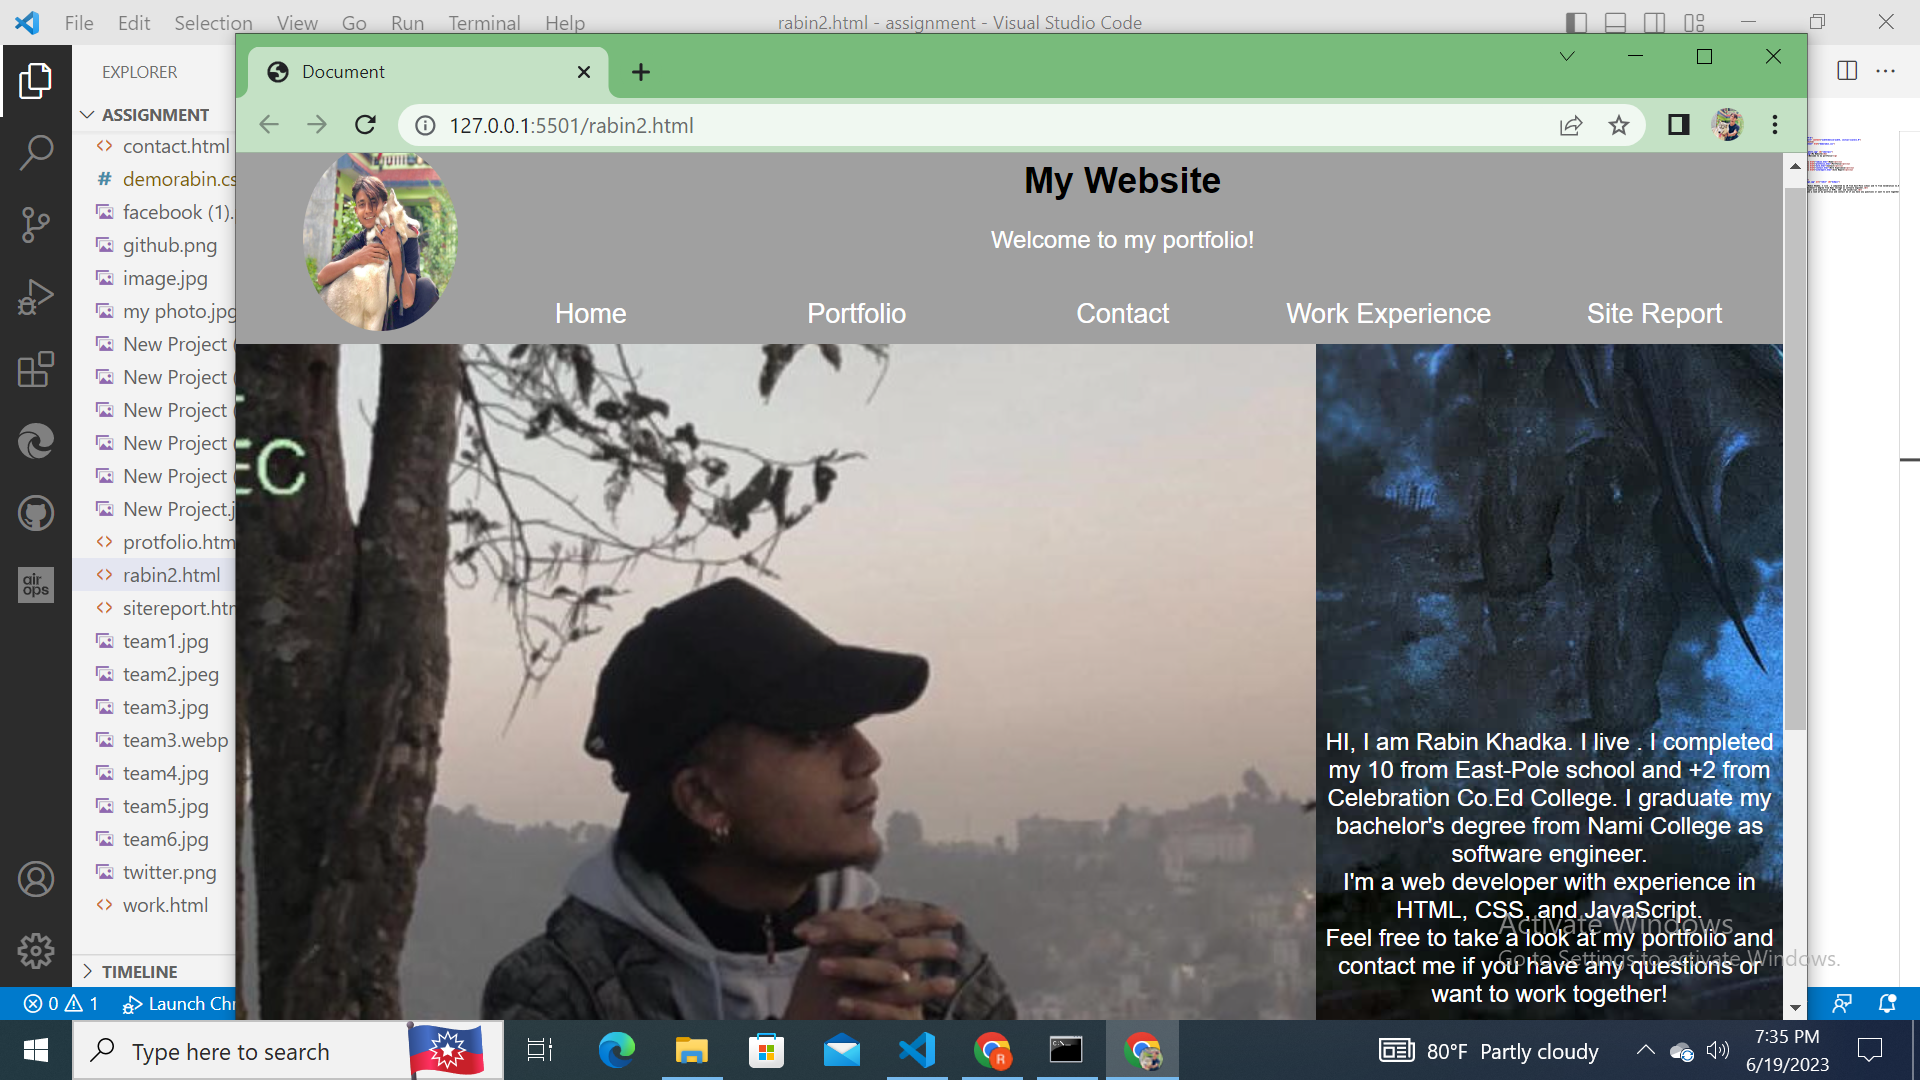 File Edit Selection View Go Run Terminal Help
rabin2.html - assignment - Visual Studio Code
EXPLORER
ASSIGNMENT
contact.html
demorabin.cs
facebook (1).
github.png
image.jpg
my photo.jpg
New Project (
New Project (
New Project (
New Project (
New Project (
New Project.j
protfolio.htm
rabin2.html
sitereport.htm
team1.jpg
team2.jpeg
team3.jpg
team3.webp
team4.jpg
team5.jpg
team6.jpg
twitter.png
work.html
TIMELINE
air
ops
0 1 Launch Chr
Document
127.0.0.1:5501/rabin2.html
My Website
Welcome to my portfolio!
Home Portfolio Contact Work Experience Site Report
EC
HI, I am Rabin Khadka. I live . I completed
my 10 from East-Pole school and +2 from
Celebration Co.Ed College. I graduate my
bachelor's degree from Nami College as
software engineer.
I'm a web developer with experience in
HTML, CSS, and JavaScript.
Feel free to take a look at my portfolio and
contact me if you have any questions or
want to work together!
Activate Windows
Go to Settings to activate Windows.
Type here to search
R
80°F Partly cloudy
7:35 PM
6/19/2023